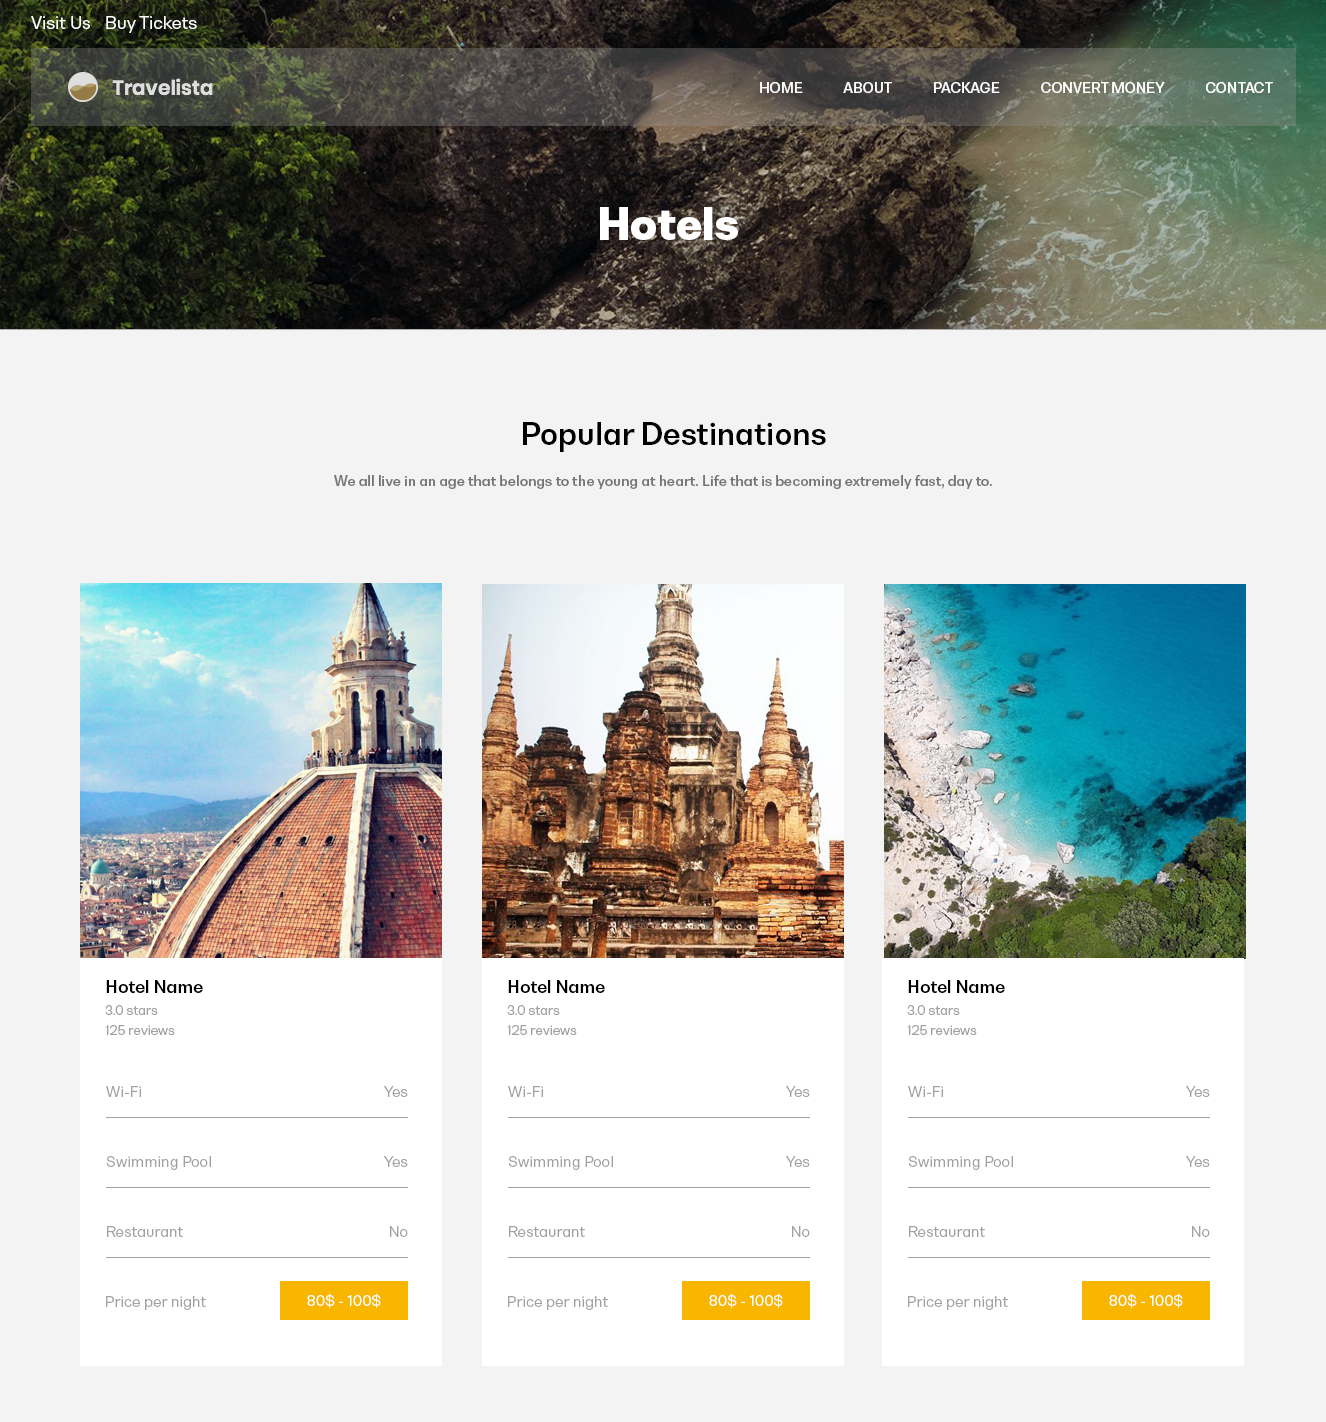 Visit Us Buy Tickets
Travelista
HOME ABOUT PACKAGE CONVERT MONEY CONTACT
Hotels
Popular Destinations
We all live in an age that belongs to the young at heart. Life that is becoming extremely fast, day to.
Hotel Name
3.0 stars
125 reviews
Wi-Fi Yes
Swimming Pool Yes
Restaurant No
Price per night 80$ - 100$
Hotel Name
3.0 stars
125 reviews
Wi-Fi Yes
Swimming Pool Yes
Restaurant No
Price per night 80$ - 100$
Hotel Name
3.0 stars
125 reviews
Wi-Fi Yes
Swimming Pool Yes
Restaurant No
Price per night 80$ - 100$